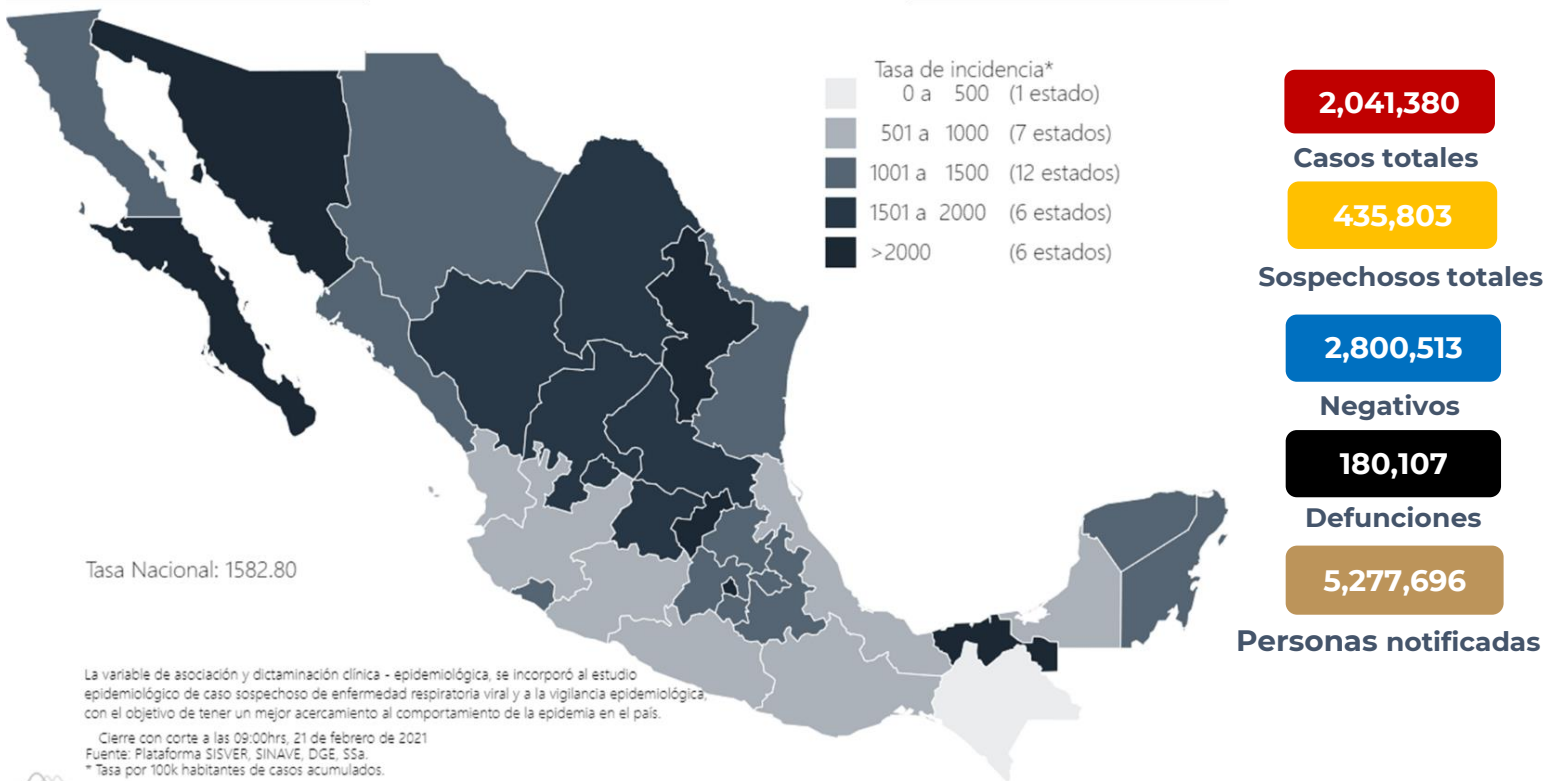 Tasa de incidencia*
0 a 500 (1 estado)
501 a 1000 (7 estados)
1001 a 1500 (12 estados)
1501 a 2000 (6 estados)
>2000 (6 estados)
2,041,380
Casos totales
435,803
Sospechosos totales
2,800,513
Negativos
180,107
Defunciones
5,277,696
Personas notificadas
Tasa Nacional: 1582.80
La variable de asociación y dictaminación clínica - epidemiológica, se incorporó al estudio
epidemiológico de caso sospechoso de enfermedad respiratoria viral y a la vigilancia epidemiológica,
con el objetivo de tener un mejor acercamiento al comportamiento de la epidemia en el país.
Cierre con corte a las 09:00hrs, 21 de febrero de 2021
Fuente: Plataforma SISVER, SINAVE, DGE, SSa.
* Tasa por 100k habitantes de casos acumulados.